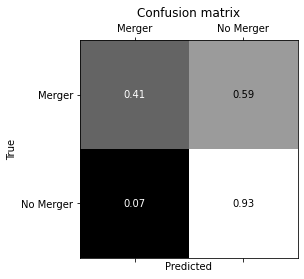 Confusion matrix
Merger No Merger
Merger 0.41 0.59
True
No Merger 0.07 0.93
Predicted